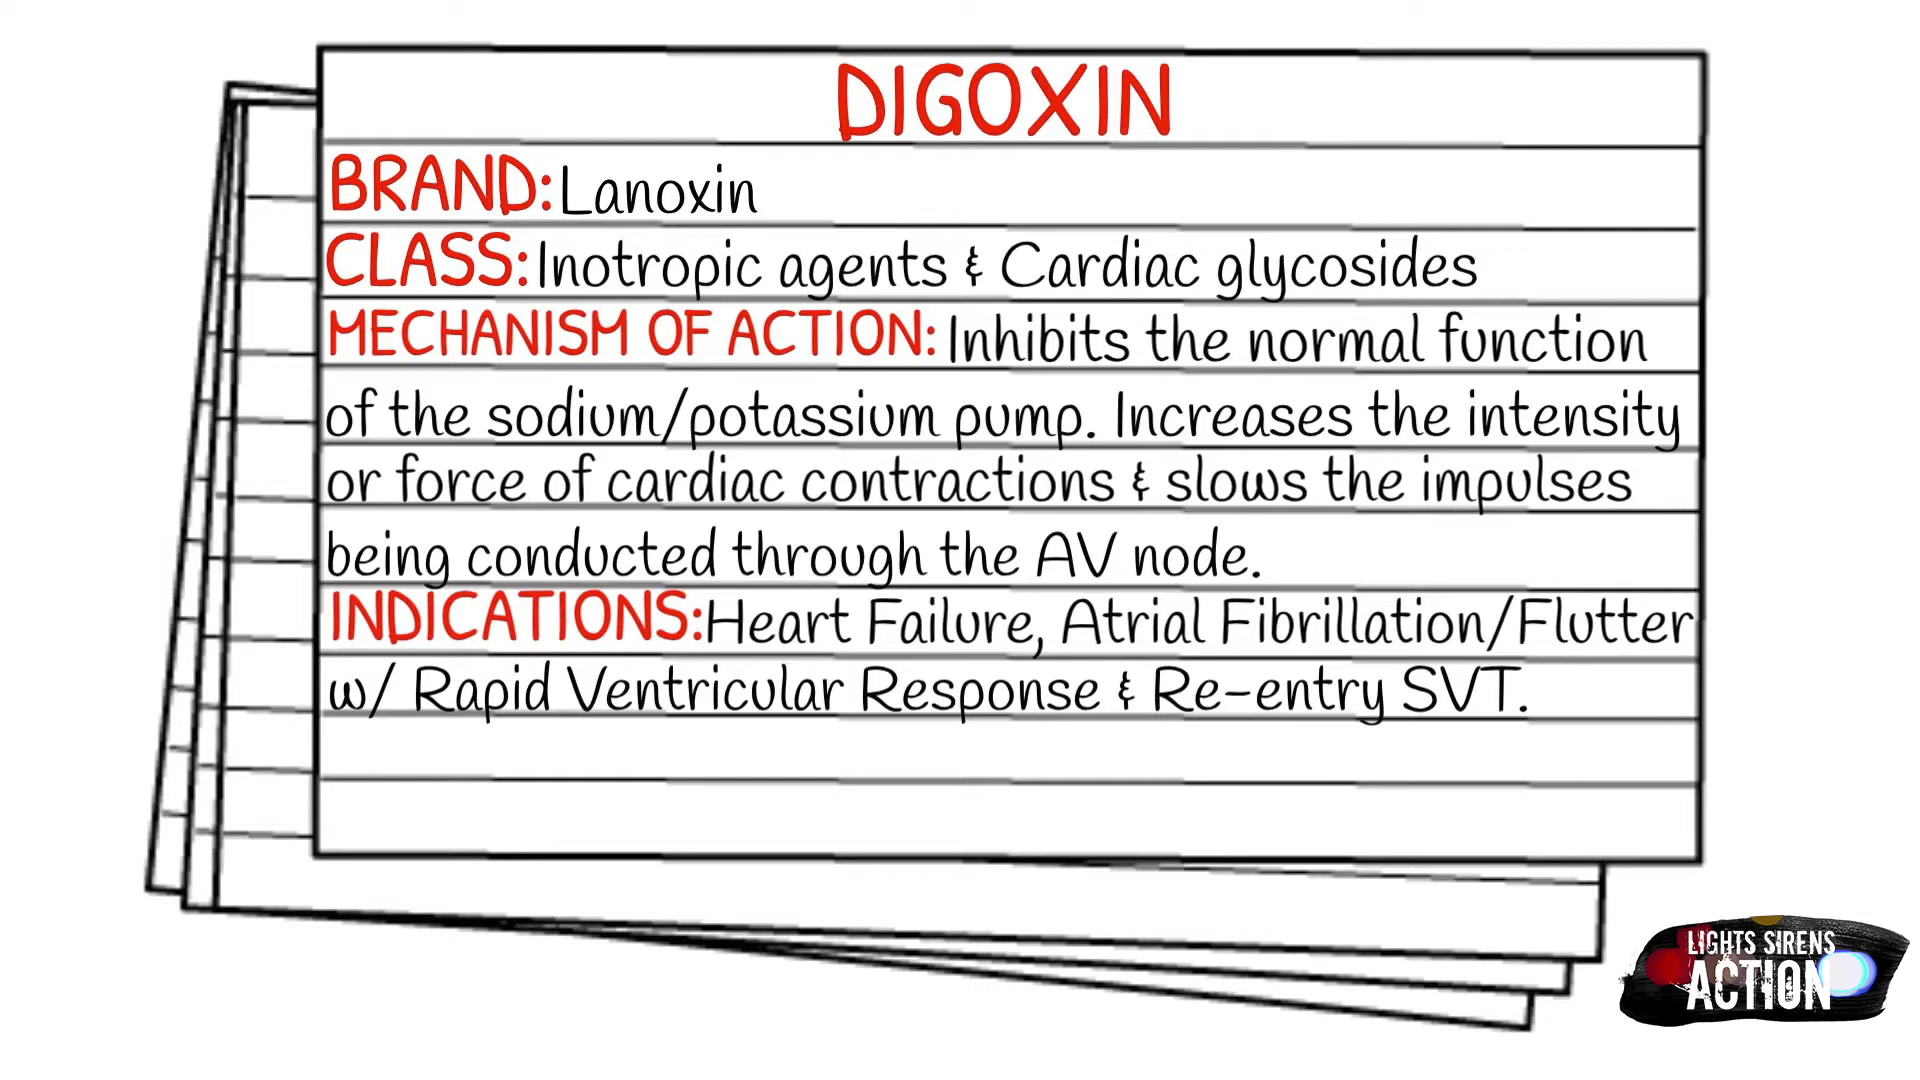 DIGOXIN
BRAND: Lanoxin
CLASS: Inotropic agents & Cardiac glycosides
MECHANISM OF ACTION: Inhibits the normal function
of the sodium/potassium pump. Increases the intensity
or force of cardiac contractions & slows the impulses
being conducted through the AV node.
INDICATIONS: Heart Failure, Atrial Fibrillation/Flutter
w/ Rapid Ventricular Response & Re-entry SVT.
LIGHTS SIRENS
ACTION